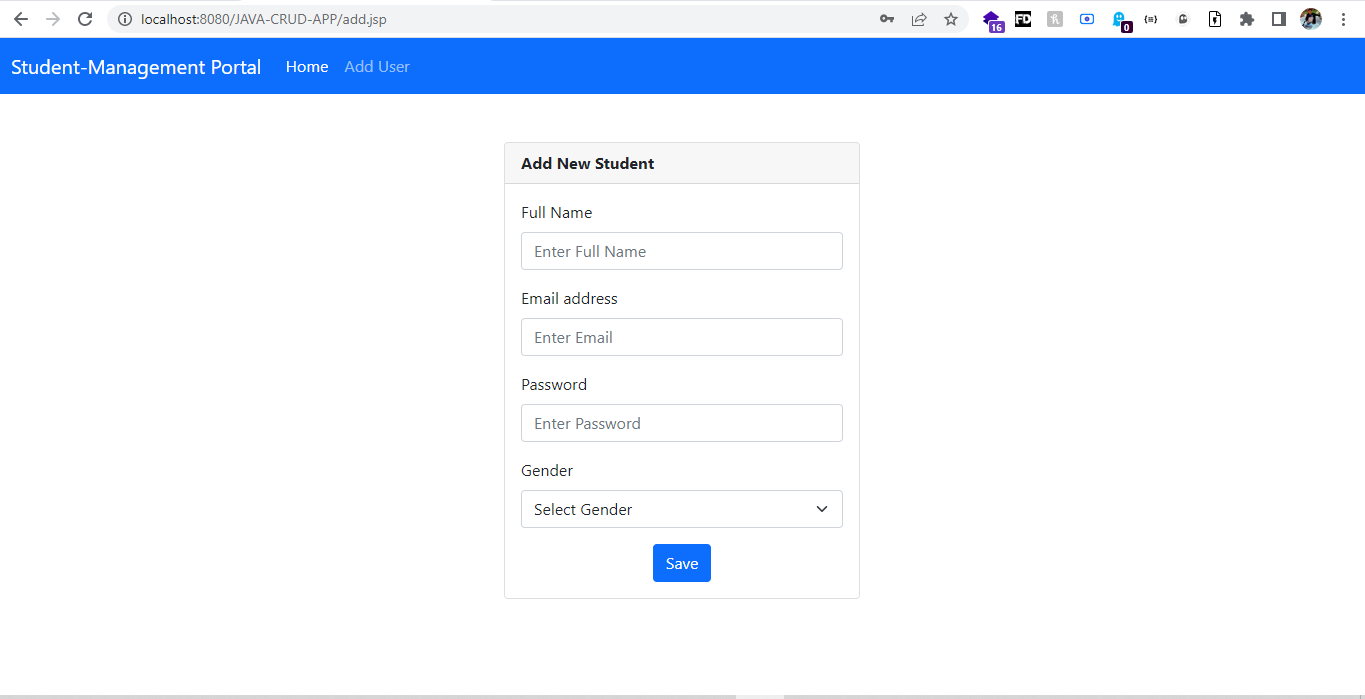 localhost:8080/JAVA-CRUD-APP/add.jsp
16 FD 0
Student-Management Portal Home Add User
Add New Student
Full Name
Enter Full Name
Email address
Enter Email
Password
Enter Password
Gender
Select Gender
Save